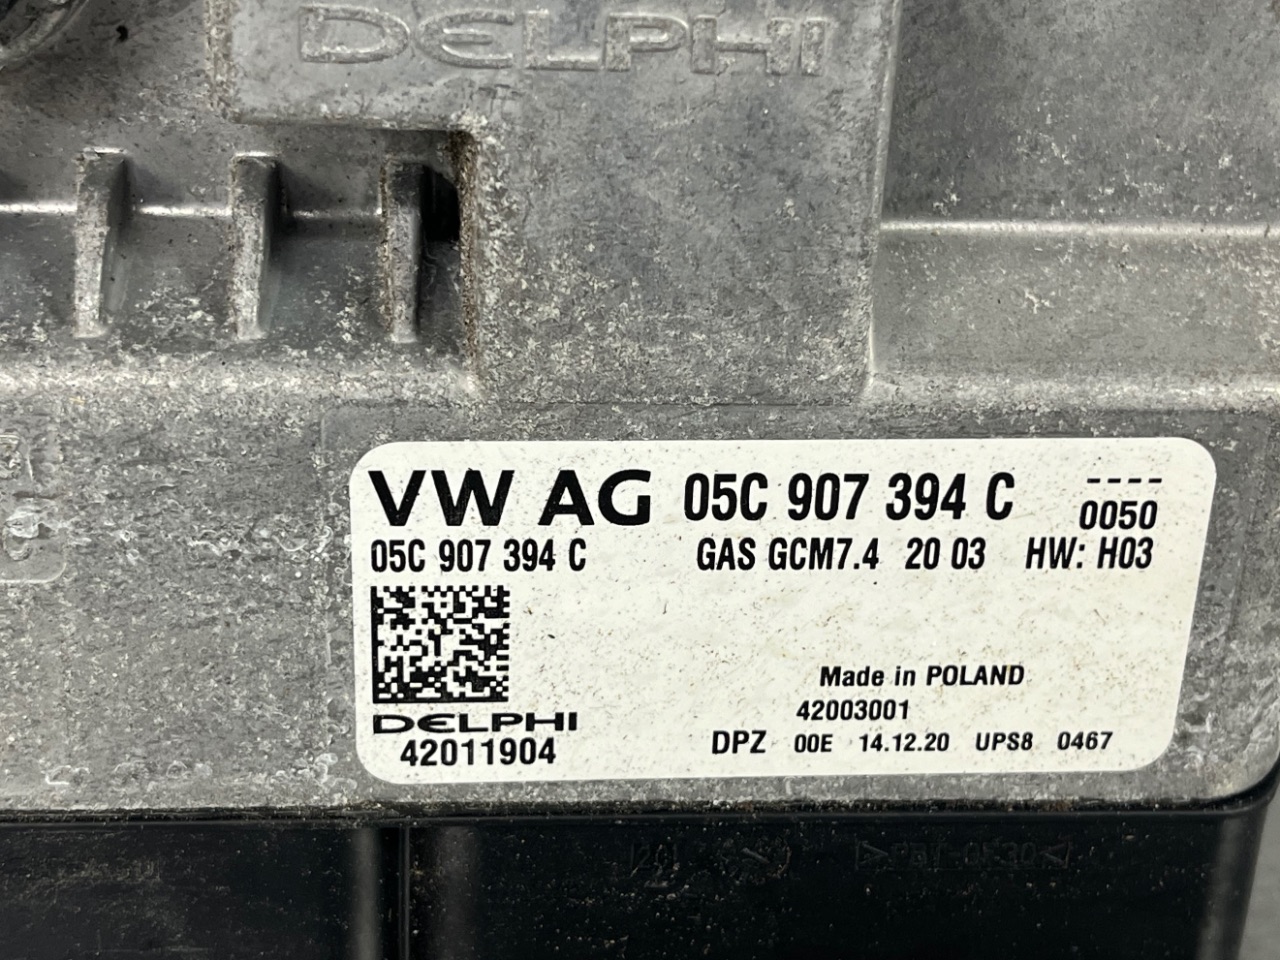 DELPHI
VW AG 05C 907 394 C ----
0050
05C 907 394 C GAS GCM7.4 20 03 HW: H03
Made in POLAND
DELPHI
42003001
42011904
DPZ 00E 14.12.20 UPS8 0467